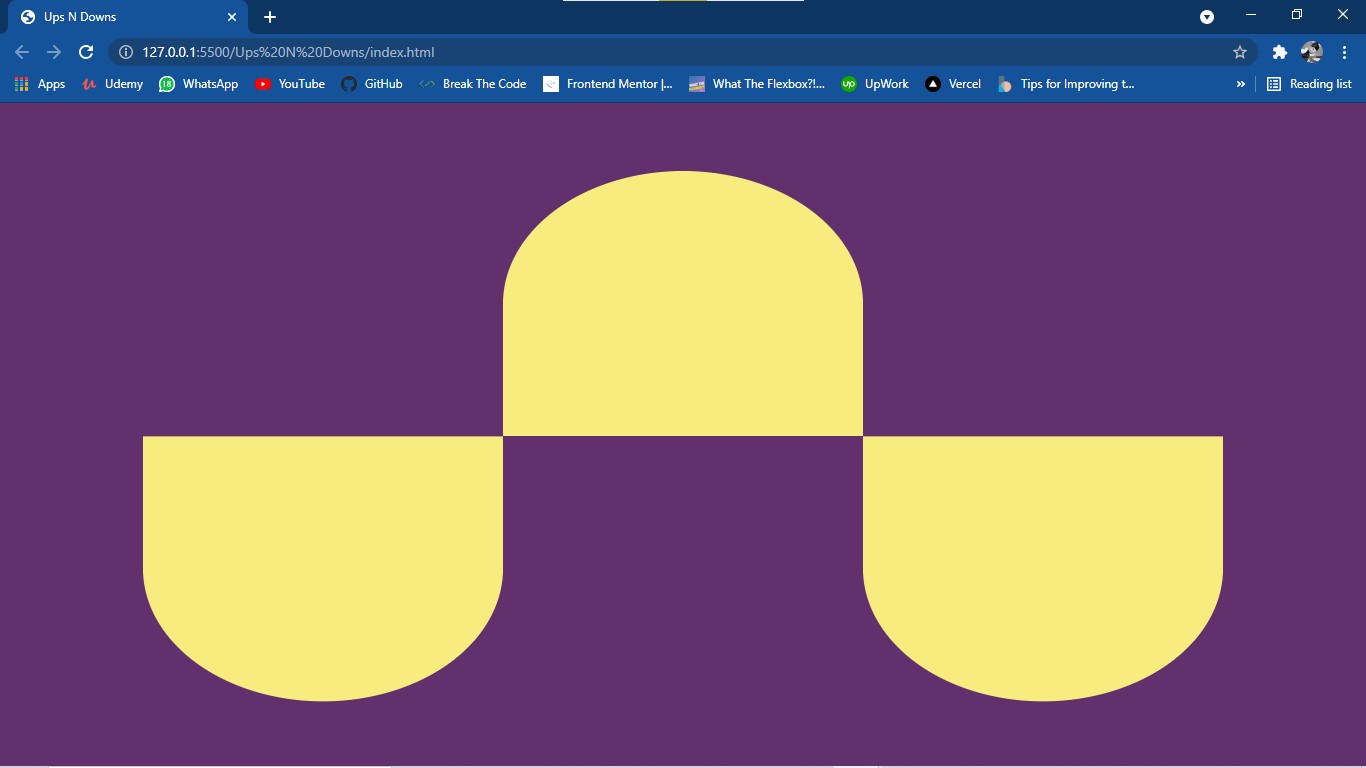 Ups N Downs
127.0.0.1:5500/Ups%20N%20Downs/index.html
Apps Udemy 18 WhatsApp YouTube GitHub </> Break The Code Frontend Mentor |... What The Flexbox?!... up UpWork Vercel Tips for Improving t... » Reading list